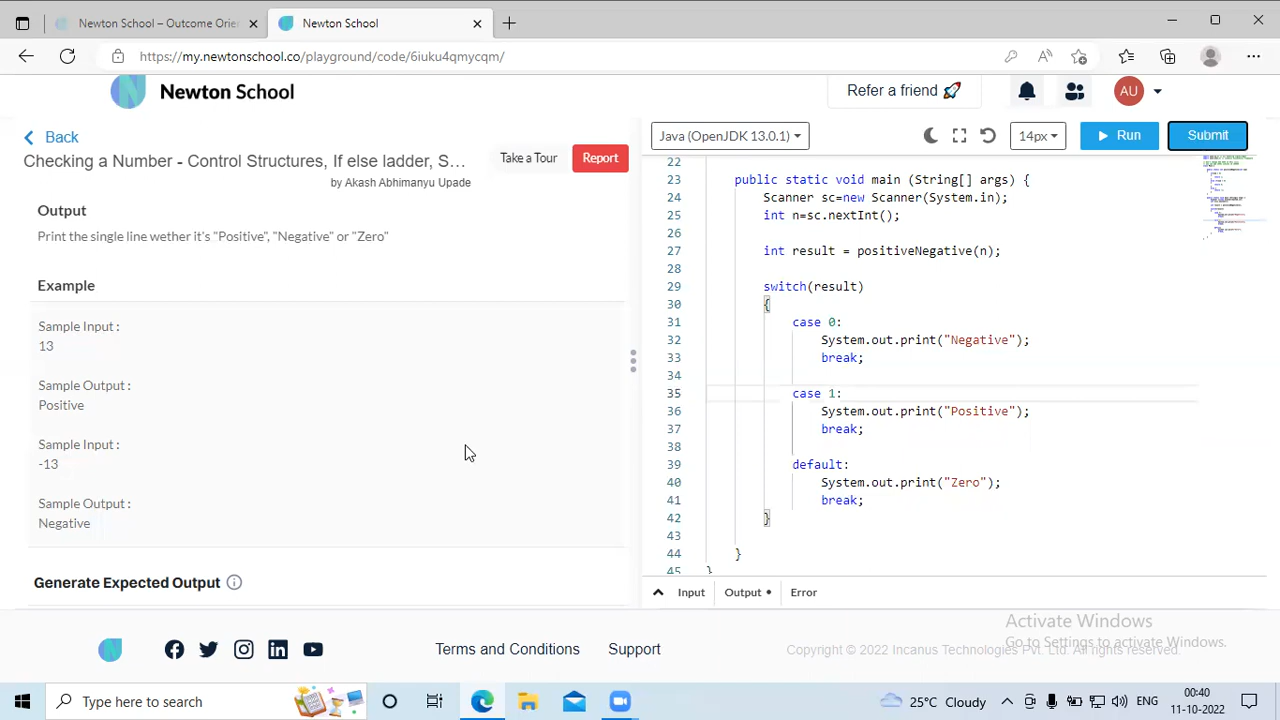 Newton School – Outcome Orie
Newton School
https://my.newtonschool.co/playground/code/6iuku4qmycqm/
Newton School
Refer a friend 🚀
AU
Back
Checking a Number - Control Structures, If else ladder, S...
Take a Tour
Report
by Akash Abhimanyu Upade
Output
Print the single line wether it's "Positive", "Negative" or "Zero"
Example
Sample Input :
13
Sample Output :
Positive
Sample Input :
-13
Sample Output :
Negative
Generate Expected Output
Java (OpenJDK 13.0.1)
14px
Run
Submit
22
23 public static void main (String[] args) {
24 Scanner sc=new Scanner(System.in);
25 int n=sc.nextInt();
26
27 int result = positiveNegative(n);
28
29 switch(result)
30 {
31 case 0:
32 System.out.print("Negative");
33 break;
34
35 case 1:
36 System.out.print("Positive");
37 break;
38
39 default:
40 System.out.print("Zero");
41 break;
42 }
43
44 }
45 }
Input
Output
Error
Activate Windows
Go to Settings to activate Windows.
Terms and Conditions
Support
Copyright © 2022 Incanus Technologies Pvt. Ltd. All rights reserved.
Type here to search
25°C Cloudy
ENG
00:40
11-10-2022